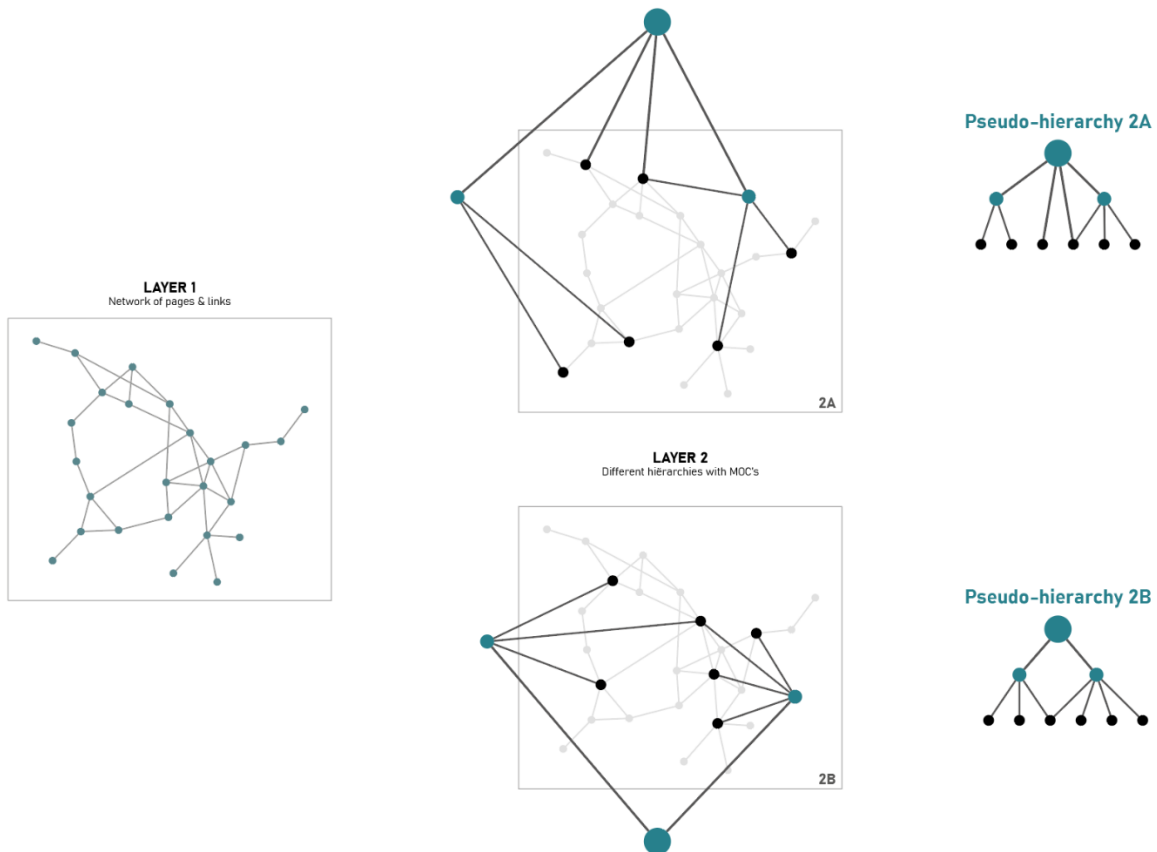 LAYER 1
Network of pages & links
2A
Pseudo-hierarchy 2A
LAYER 2
Different hierarchies with MOC's
2B
Pseudo-hierarchy 2B